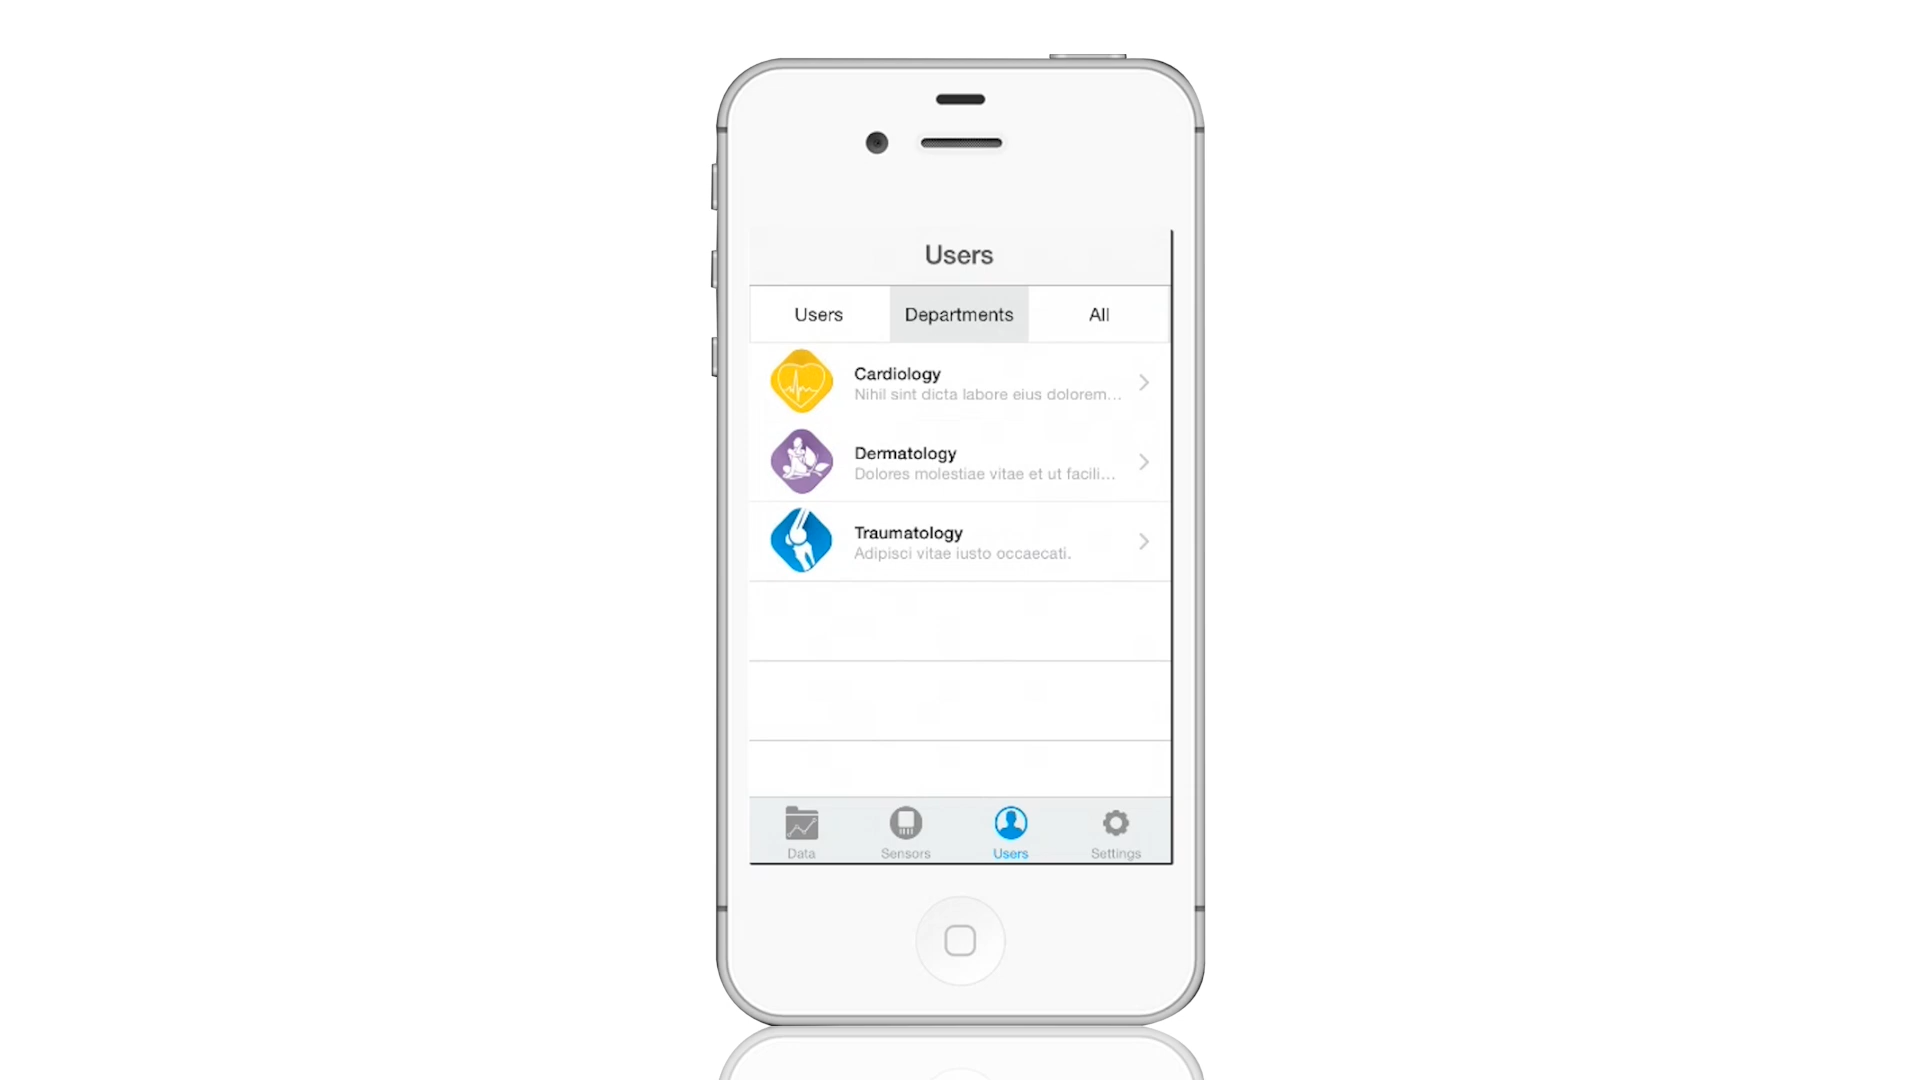 Users
Users Departments All
Cardiology
Nihil sint dicta labore eius dolorem...
Dermatology
Dolores molestiae vitae et ut facili...
Traumatology
Adipisci vitae iusto occaecati.
Data Sensors Users Settings